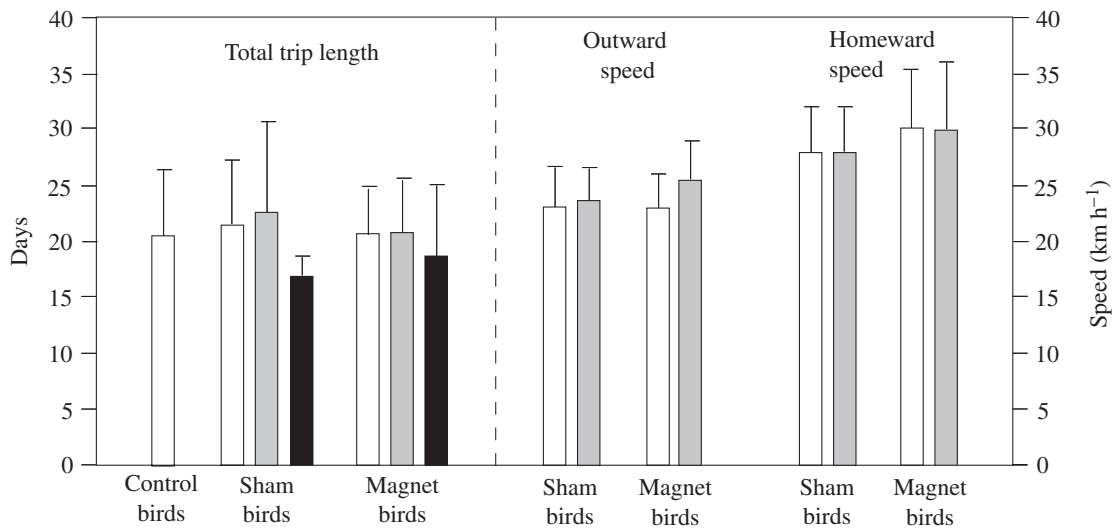 Total trip length
Outward
speed
Homeward
speed
Days
40
35
30
25
20
15
10
5
0
Speed (km h⁻¹)
40
35
30
25
20
15
10
5
0
Control
birds
Sham
birds
Magnet
birds
Sham
birds
Magnet
birds
Sham
birds
Magnet
birds